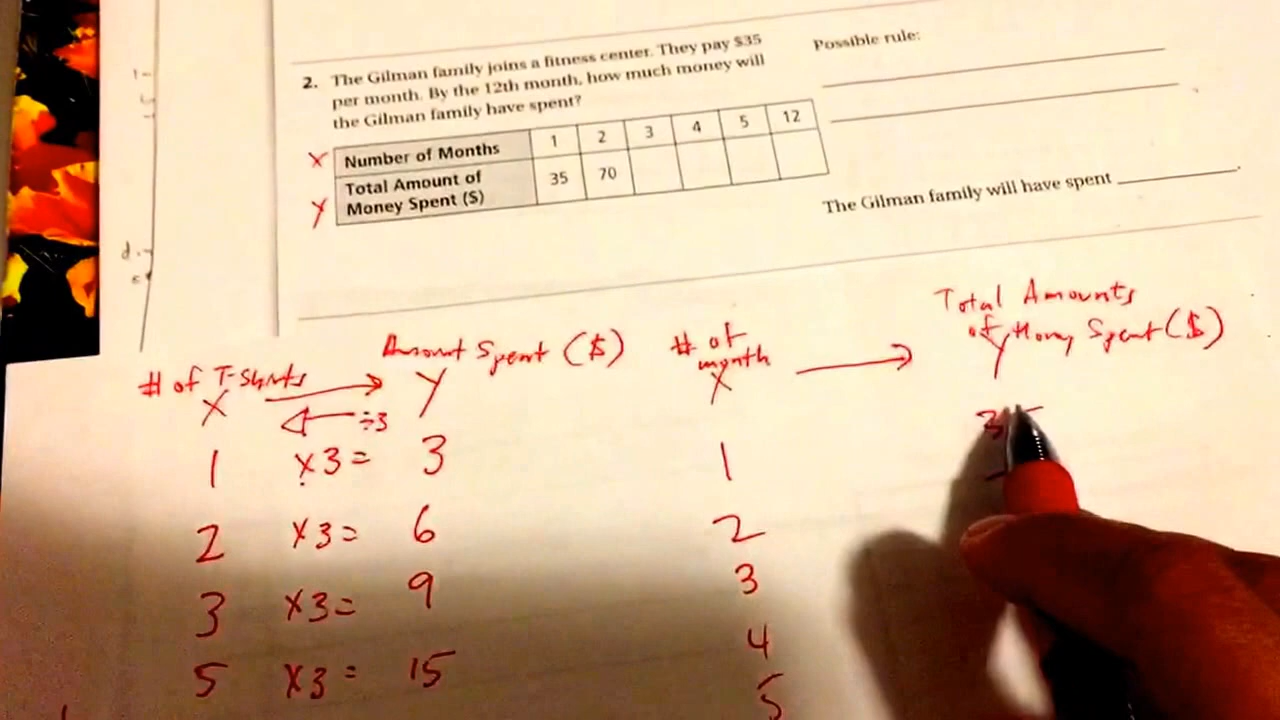 2. The Gilman family joins a fitness center. They pay $35
per month. By the 12th month, how much money will
the Gilman family have spent?
Possible rule:
X Number of Months 1 2 3 4 5 12
Y Total Amount of
Money Spent ($) 35 70
The Gilman family will have spent
# of T-Shirts
X
Amount Spent ($)
Y
÷3
1 x3= 3
2 x3= 6
3 x3= 9
5 x3= 15
# of
month
X
Total Amounts
of Money Spent ($)
Y
1 35
2
3
4
5